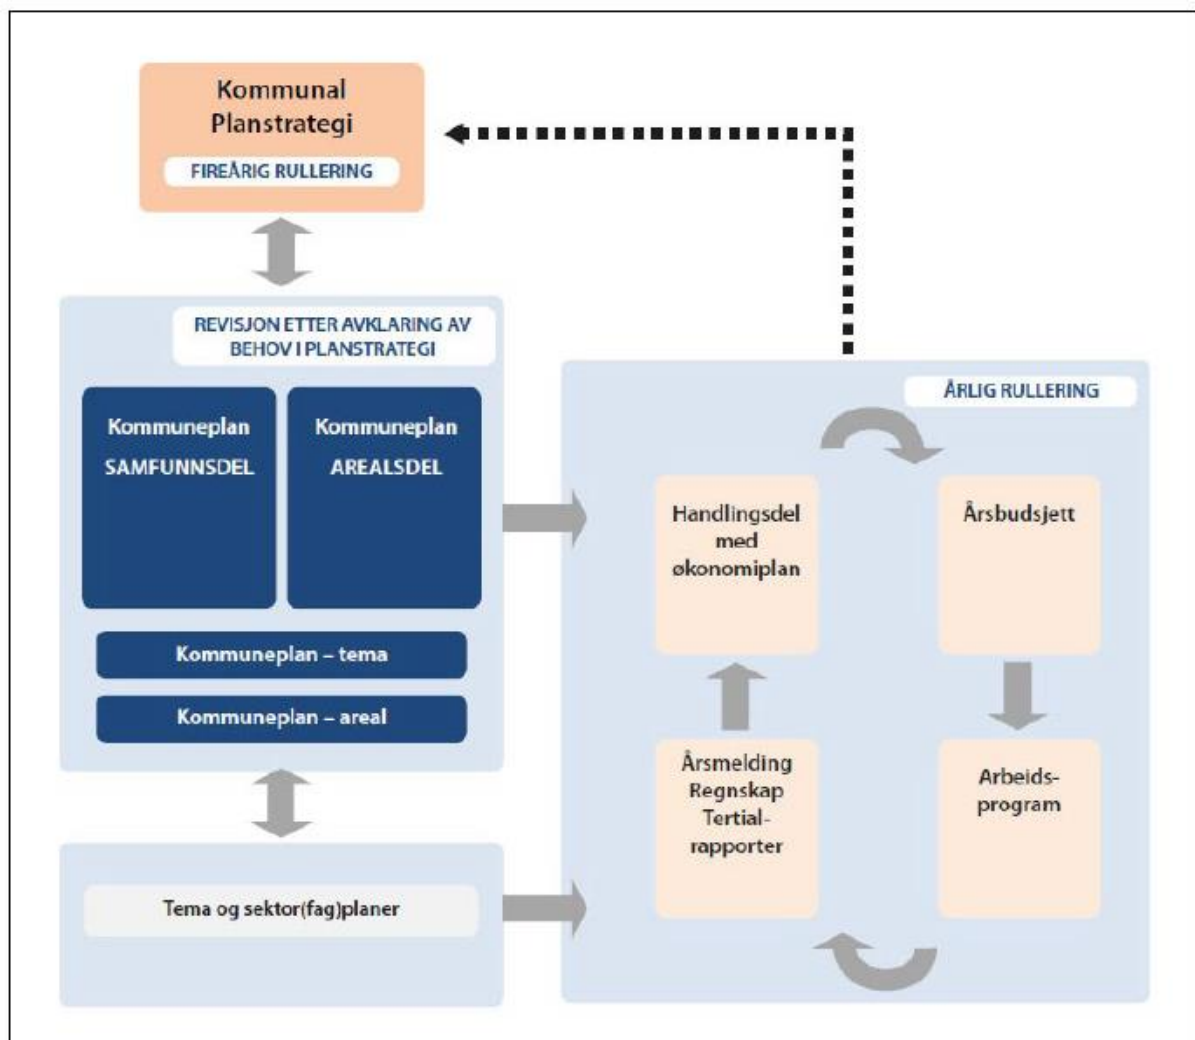 Kommunal
Planstrategi
FIREÅRIG RULLERING
REVISJON ETTER AVKLARING AV
BEHOV I PLANSTRATEGI
Kommuneplan
SAMFUNNSDEL
Kommuneplan
AREALSDEL
Kommuneplan – tema
Kommuneplan – areal
Tema og sektor(fag)planer
ÅRLIG RULLERING
Handlingsdel
med
økonomiplan
Årsbudsjett
Årsmelding
Regnskap
Tertial-
rapporter
Arbeids-
program